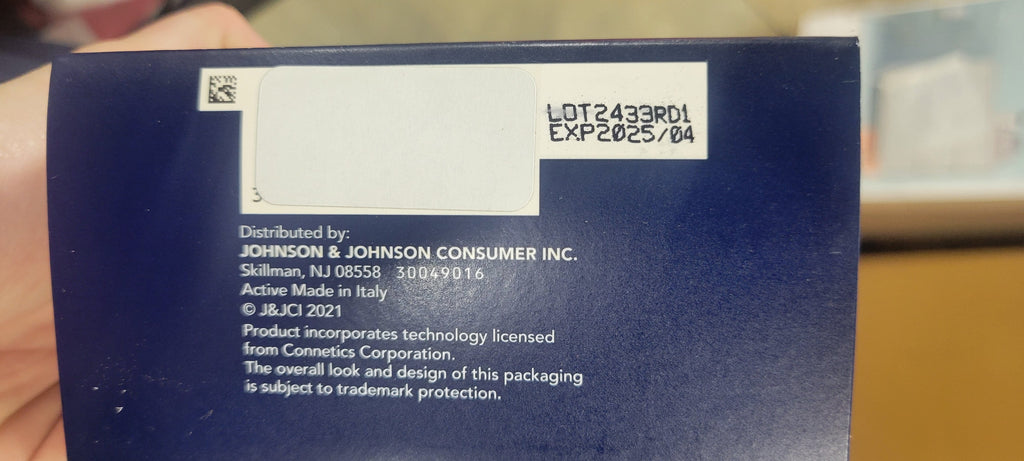 LOT2433RD1
EXP2025/04
3
Distributed by:
JOHNSON & JOHNSON CONSUMER INC.
Skillman, NJ 08558 30049016
Active Made in Italy
© J&JCI 2021
Product incorporates technology licensed
from Connetics Corporation.
The overall look and design of this packaging
is subject to trademark protection.